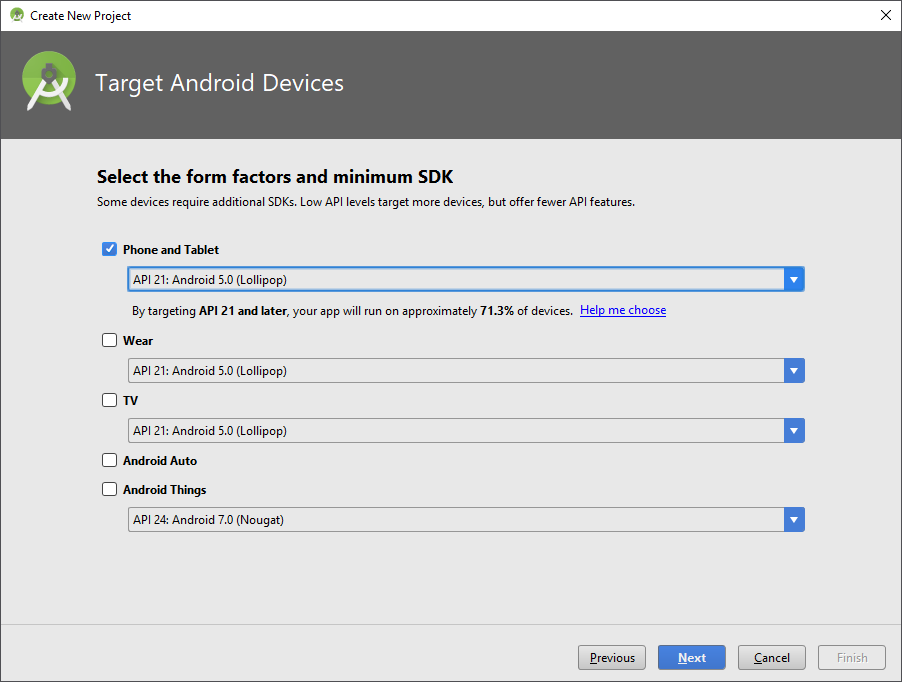 Create New Project
Target Android Devices
Select the form factors and minimum SDK
Some devices require additional SDKs. Low API levels target more devices, but offer fewer API features.
Phone and Tablet
API 21: Android 5.0 (Lollipop)
By targeting API 21 and later, your app will run on approximately 71.3% of devices. Help me choose
Wear
API 21: Android 5.0 (Lollipop)
TV
API 21: Android 5.0 (Lollipop)
Android Auto
Android Things
API 24: Android 7.0 (Nougat)
Previous Next Cancel Finish